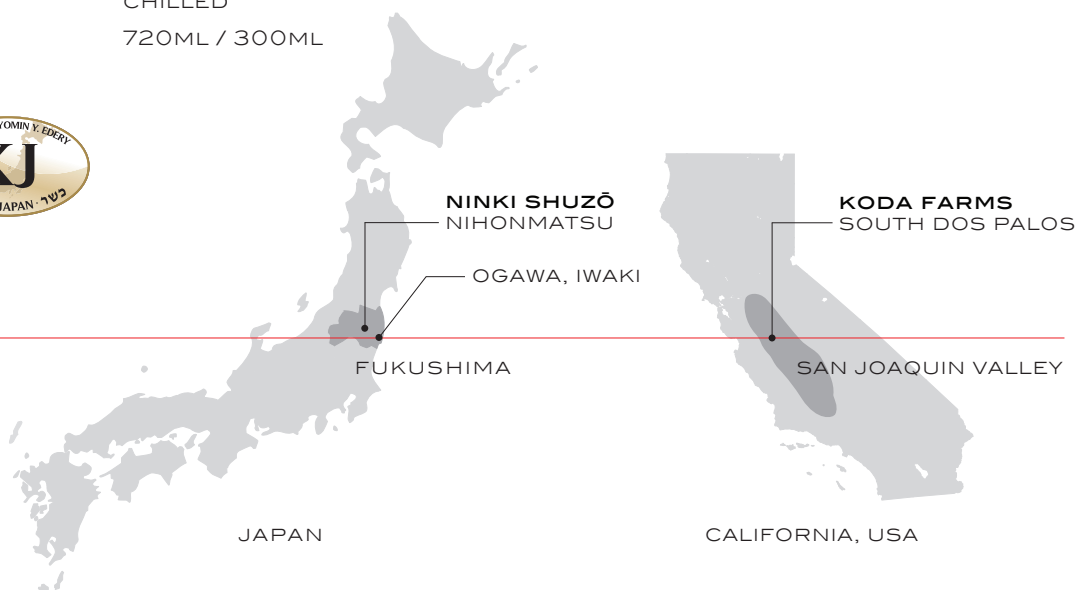 CHILLED
720ML / 300ML
YOMIN Y. EDERY
KJ
JAPAN · כשר
NINKI SHUZŌ
NIHONMATSU
OGAWA, IWAKI
FUKUSHIMA
JAPAN
KODA FARMS
SOUTH DOS PALOS
SAN JOAQUIN VALLEY
CALIFORNIA, USA